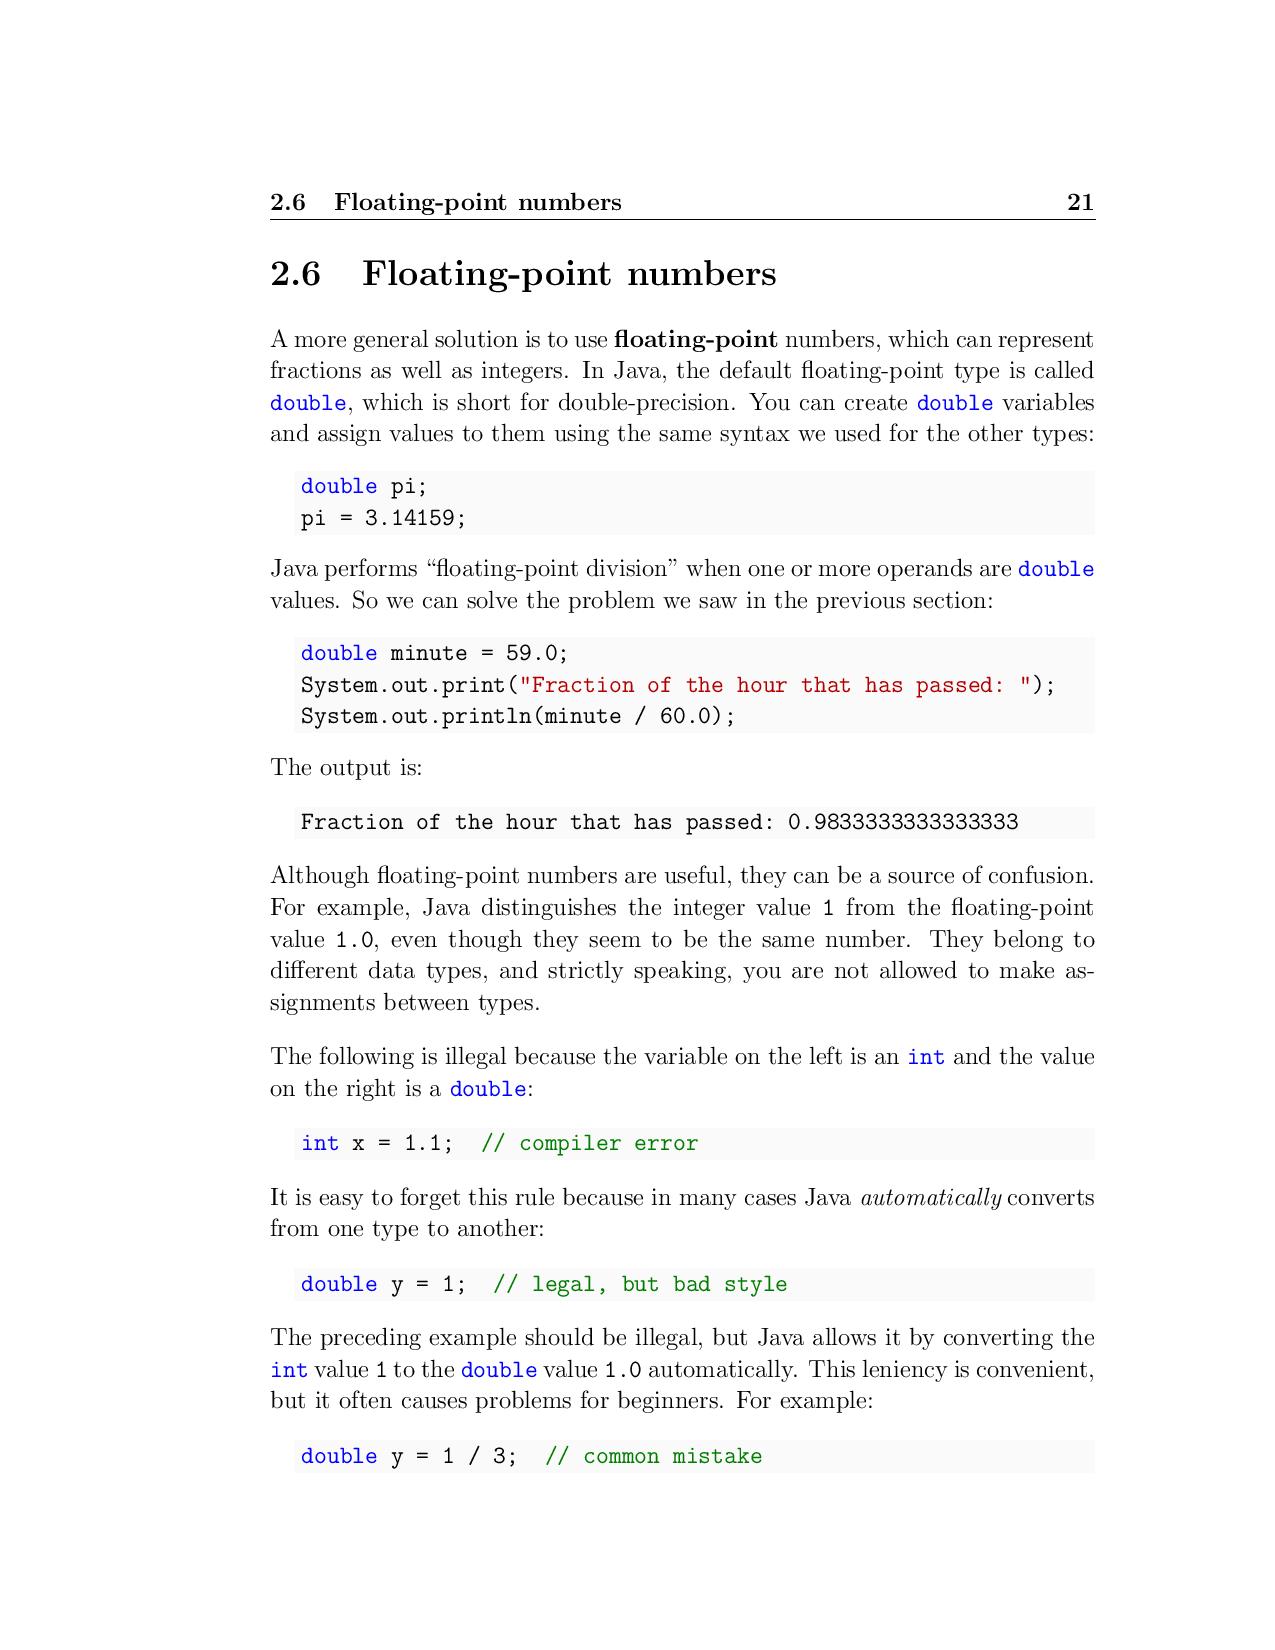 2.6 Floating-point numbers 21
2.6 Floating-point numbers
A more general solution is to use floating-point numbers, which can represent
fractions as well as integers. In Java, the default floating-point type is called
double, which is short for double-precision. You can create double variables
and assign values to them using the same syntax we used for the other types:
double pi;
pi = 3.14159;
Java performs “floating-point division” when one or more operands are double
values. So we can solve the problem we saw in the previous section:
double minute = 59.0;
System.out.print("Fraction of the hour that has passed: ");
System.out.println(minute / 60.0);
The output is:
Fraction of the hour that has passed: 0.9833333333333333
Although floating-point numbers are useful, they can be a source of confusion.
For example, Java distinguishes the integer value 1 from the floating-point
value 1.0, even though they seem to be the same number. They belong to
different data types, and strictly speaking, you are not allowed to make as-
signments between types.
The following is illegal because the variable on the left is an int and the value
on the right is a double:
int x = 1.1; // compiler error
It is easy to forget this rule because in many cases Java automatically converts
from one type to another:
double y = 1; // legal, but bad style
The preceding example should be illegal, but Java allows it by converting the
int value 1 to the double value 1.0 automatically. This leniency is convenient,
but it often causes problems for beginners. For example:
double y = 1 / 3; // common mistake